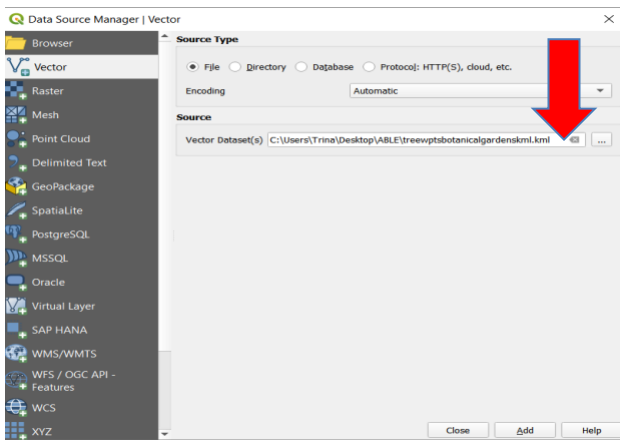 Data Source Manager | Vector
Browser
Vector
Raster
Mesh
Point Cloud
Delimited Text
GeoPackage
SpatiaLite
PostgreSQL
MSSQL
Oracle
Virtual Layer
SAP HANA
WMS/WMTS
WFS / OGC API -
Features
WCS
XYZ
Source Type
File Directory Database Protocol: HTTP(S), cloud, etc.
Encoding Automatic
Source
Vector Dataset(s) C:\Users\Trina\Desktop\ABLE\treewptsbotanicalgardenskml.kml ...
Close Add Help